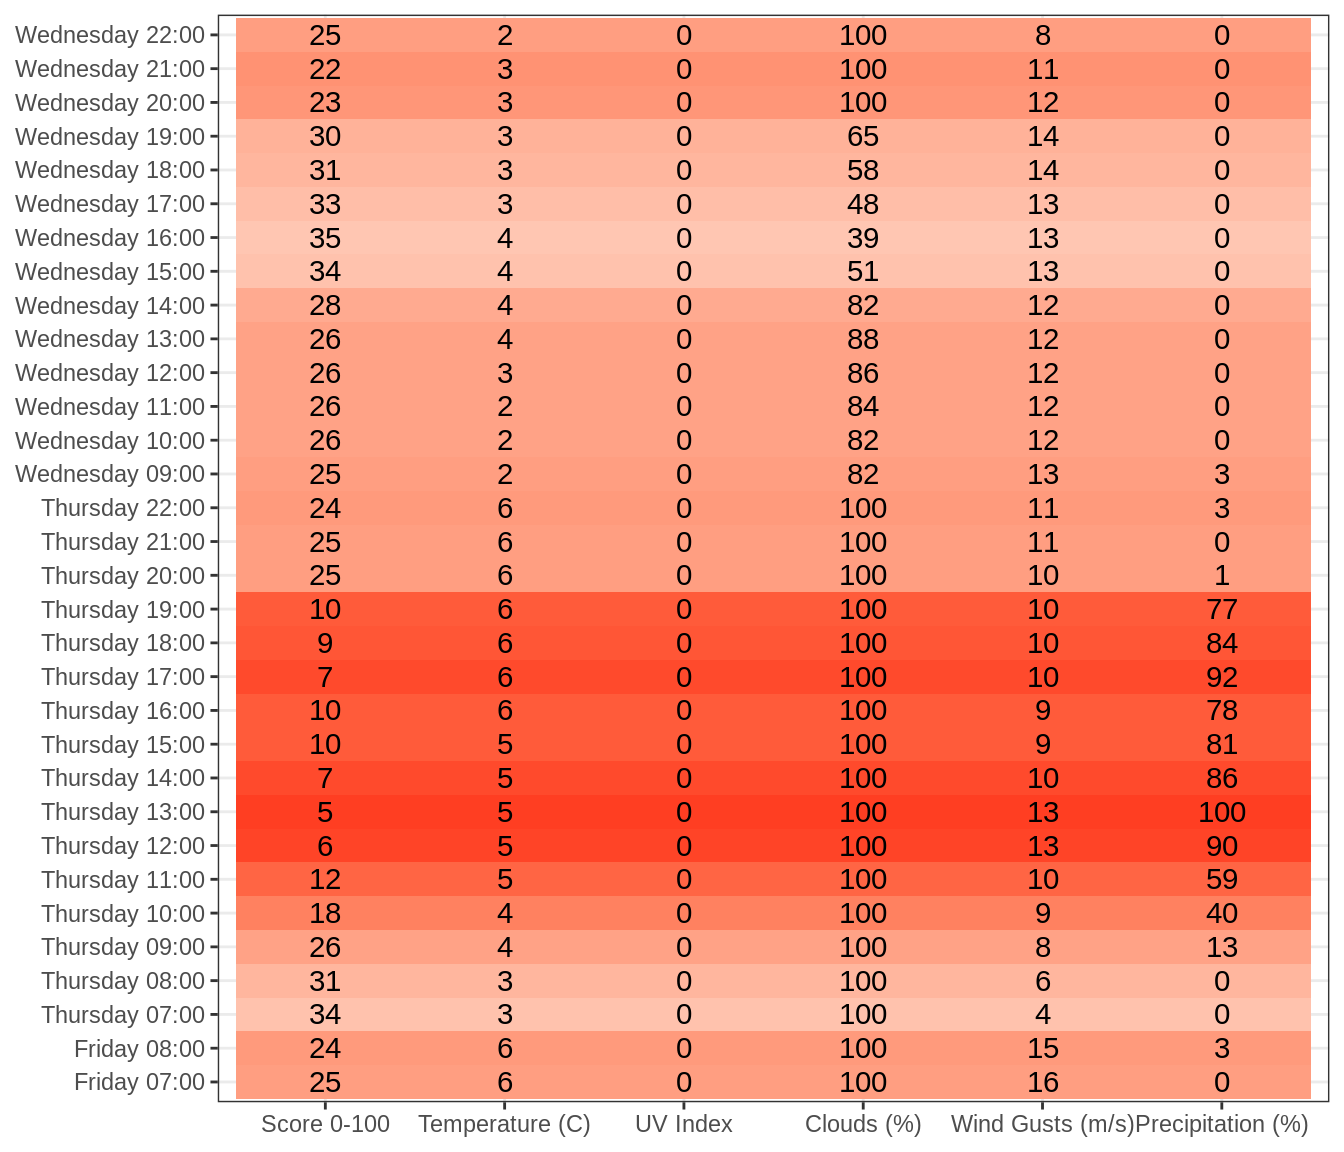 Wednesday 22:00 25 2 0 100 8 0
Wednesday 21:00 22 3 0 100 11 0
Wednesday 20:00 23 3 0 100 12 0
Wednesday 19:00 30 3 0 65 14 0
Wednesday 18:00 31 3 0 58 14 0
Wednesday 17:00 33 3 0 48 13 0
Wednesday 16:00 35 4 0 39 13 0
Wednesday 15:00 34 4 0 51 13 0
Wednesday 14:00 28 4 0 82 12 0
Wednesday 13:00 26 4 0 88 12 0
Wednesday 12:00 26 3 0 86 12 0
Wednesday 11:00 26 2 0 84 12 0
Wednesday 10:00 26 2 0 82 12 0
Wednesday 09:00 25 2 0 82 13 3
Thursday 22:00 24 6 0 100 11 3
Thursday 21:00 25 6 0 100 11 0
Thursday 20:00 25 6 0 100 10 1
Thursday 19:00 10 6 0 100 10 77
Thursday 18:00 9 6 0 100 10 84
Thursday 17:00 7 6 0 100 10 92
Thursday 16:00 10 6 0 100 9 78
Thursday 15:00 10 5 0 100 9 81
Thursday 14:00 7 5 0 100 10 86
Thursday 13:00 5 5 0 100 13 100
Thursday 12:00 6 5 0 100 13 90
Thursday 11:00 12 5 0 100 10 59
Thursday 10:00 18 4 0 100 9 40
Thursday 09:00 26 4 0 100 8 13
Thursday 08:00 31 3 0 100 6 0
Thursday 07:00 34 3 0 100 4 0
Friday 08:00 24 6 0 100 15 3
Friday 07:00 25 6 0 100 16 0
Score 0-100 Temperature (C) UV Index Clouds (%) Wind Gusts (m/s) Precipitation (%)